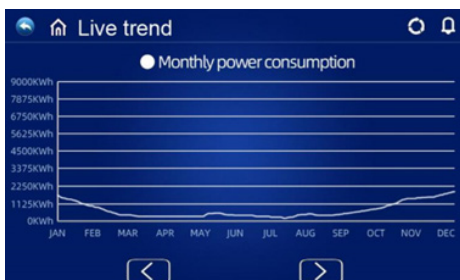 Live trend
Monthly power consumption
9000KWh
7875KWh
6750KWh
5625KWh
4500KWh
3375KWh
2250KWh
1125KWh
0KWh
JAN FEB MAR APR MAY JUN JUL AUG SEP OCT NOV DEC